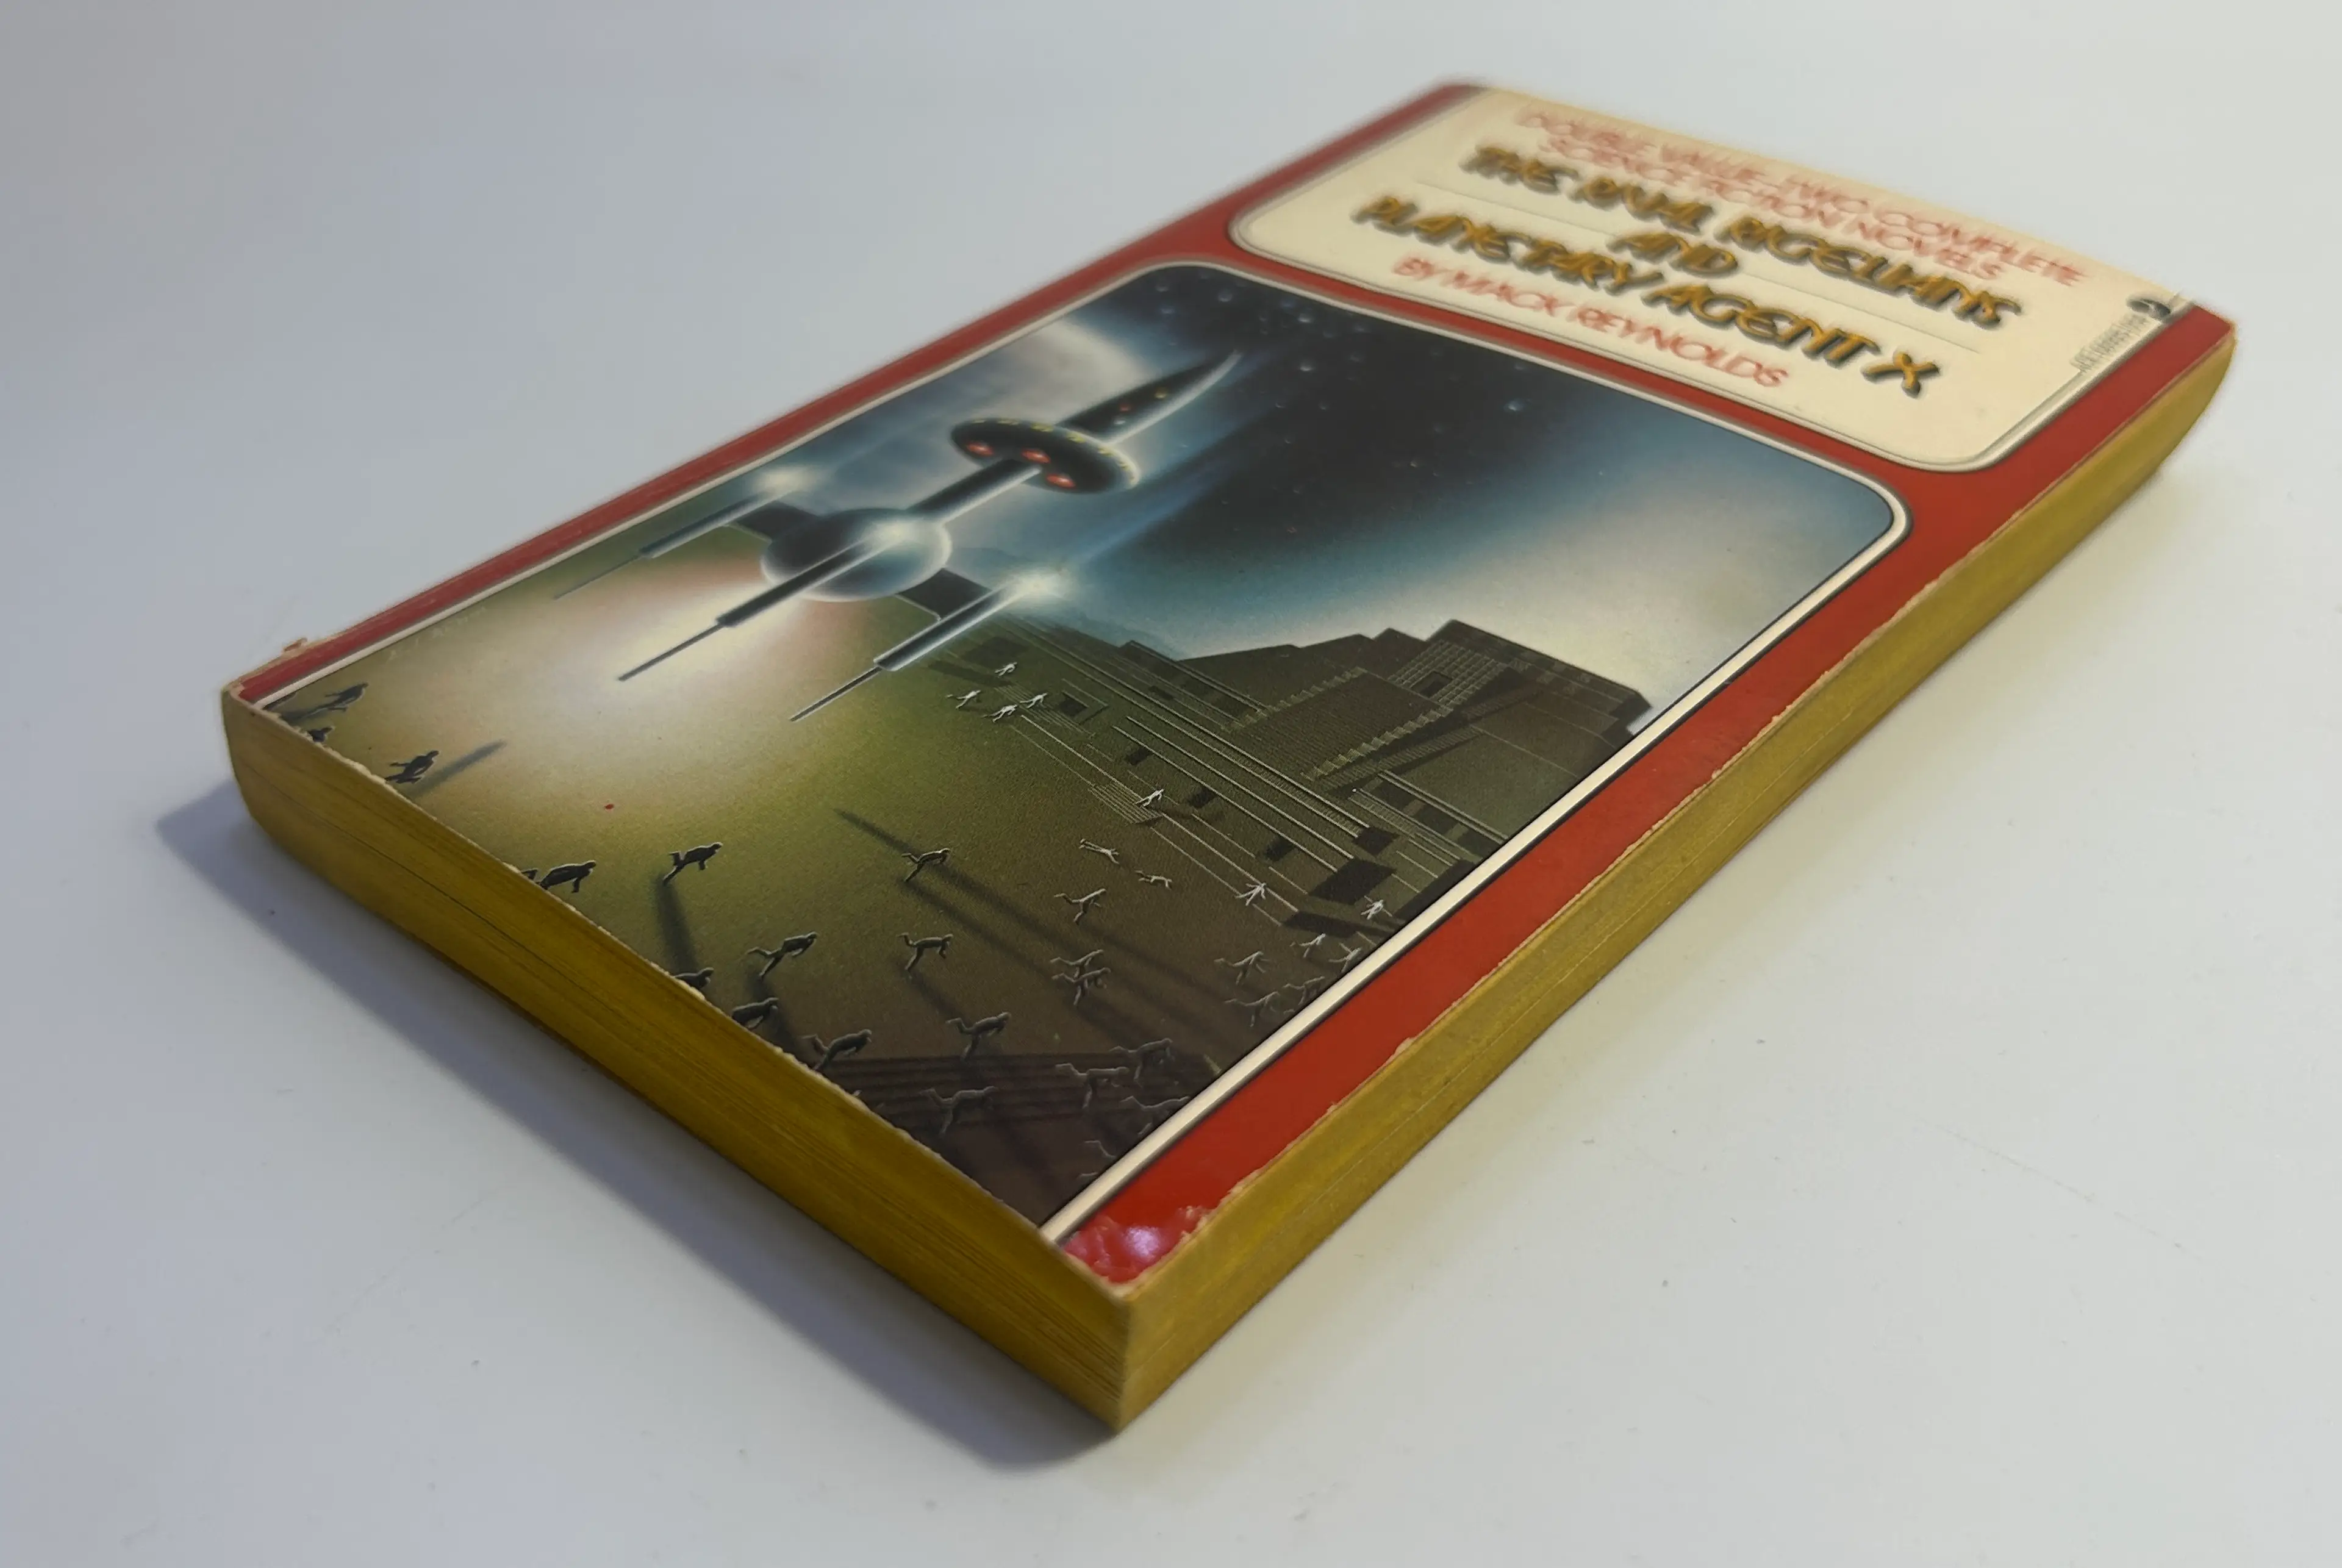 DOUBLE VALUE-TWO COMPLETE
SCIENCE FICTION NOVELS
THE RIVAL RIGELIANS
AND
PLANETARY AGENT X
BY MACK REYNOLDS